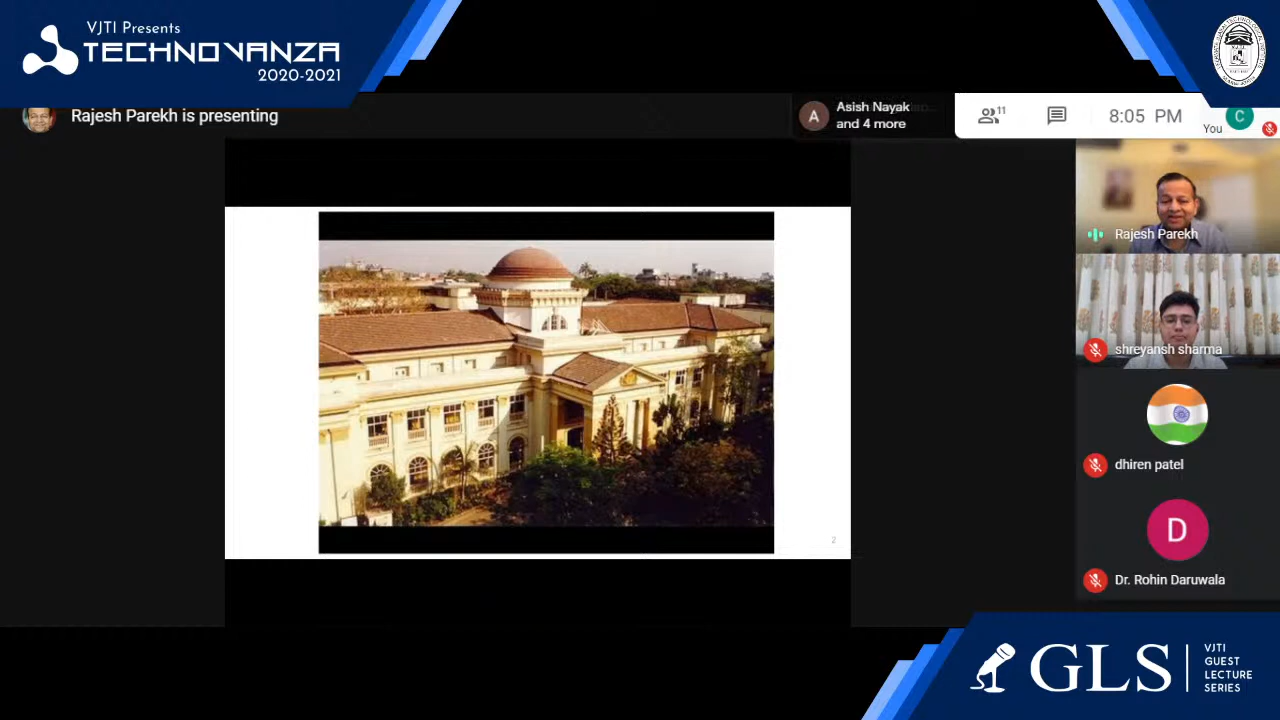 VJTI Presents
TECHNOVANZA
2020-2021
Rajesh Parekh is presenting
A
Asish Nayak
and 4 more
11
8:05 PM
You
C
Rajesh Parekh
shreyansh sharma
dhiren patel
D
Dr. Rohin Daruwala
2
GLS
VJTI
GUEST
LECTURE
SERIES